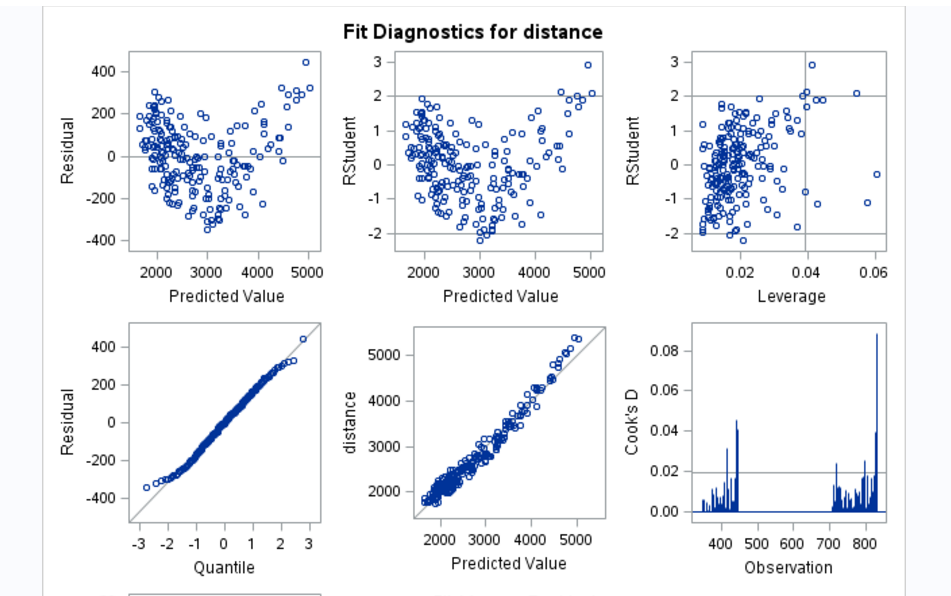 Fit Diagnostics for distance
Residual
400
200
0
-200
-400
2000 3000 4000 5000
Predicted Value
RStudent
3
2
1
0
-1
-2
2000 3000 4000 5000
Predicted Value
RStudent
3
2
1
0
-1
-2
0.02 0.04 0.06
Leverage
Residual
400
200
0
-200
-400
-3 -2 -1 0 1 2 3
Quantile
distance
5000
4000
3000
2000
2000 3000 4000 5000
Predicted Value
Cook's D
0.08
0.06
0.04
0.02
0.00
400 500 600 700 800
Observation